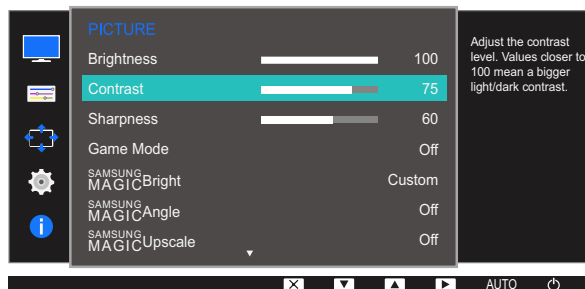 PICTURE
Brightness 100
Contrast 75
Sharpness 60
Game Mode Off
SAMSUNG MAGICBright Custom
SAMSUNG MAGICAngle Off
SAMSUNG MAGICUpscale Off
Adjust the contrast
level. Values closer to
100 mean a bigger
light/dark contrast.
AUTO